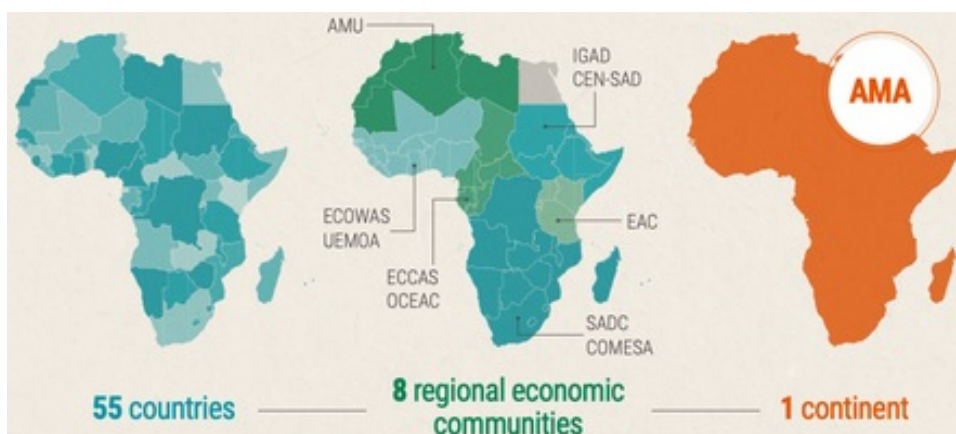 AMU
IGAD
CEN-SAD
AMA
ECOWAS
UEMOA
ECCAS
OCEAC
EAC
SADC
COMESA
55 countries
8 regional economic
communities
1 continent